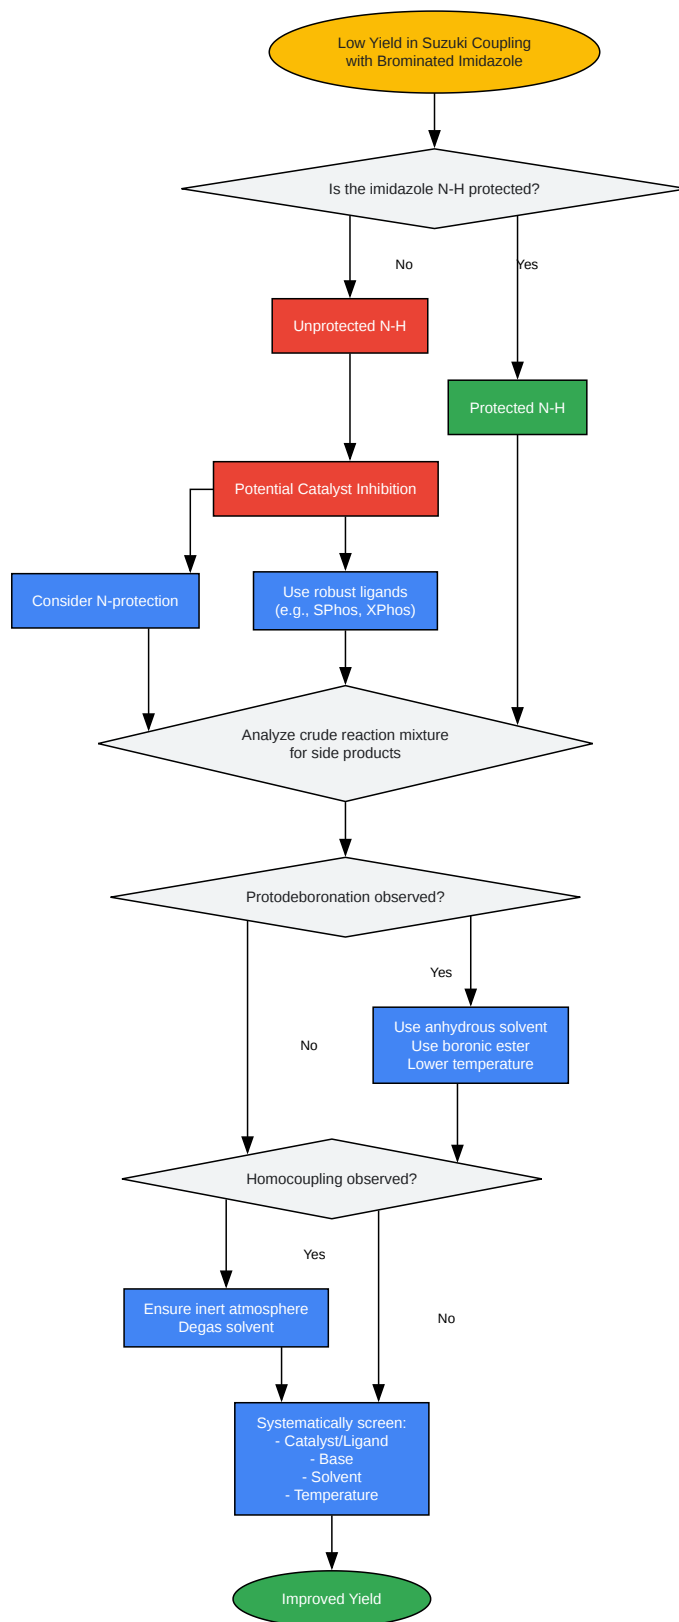 Low Yield in Suzuki Coupling
with Brominated Imidazole
Is the imidazole N-H protected?
No
Yes
Unprotected N-H
Protected N-H
Potential Catalyst Inhibition
Consider N-protection
Use robust ligands
(e.g., SPhos, XPhos)
Analyze crude reaction mixture
for side products
Protodeboronation observed?
Yes
No
Use anhydrous solvent
Use boronic ester
Lower temperature
Homocoupling observed?
Yes
No
Ensure inert atmosphere
Degas solvent
Systematically screen:
- Catalyst/Ligand
- Base
- Solvent
- Temperature
Improved Yield